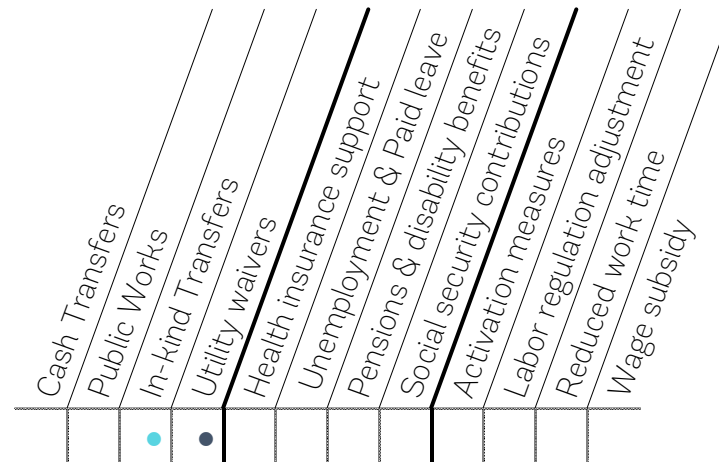 Cash Transfers
Public Works
In-kind Transfers
Utility waivers
Health insurance support
Unemployment & Paid leave
Pensions & disability benefits
Social security contributions
Activation measures
Labor regulation adjustment
Reduced work time
Wage subsidy